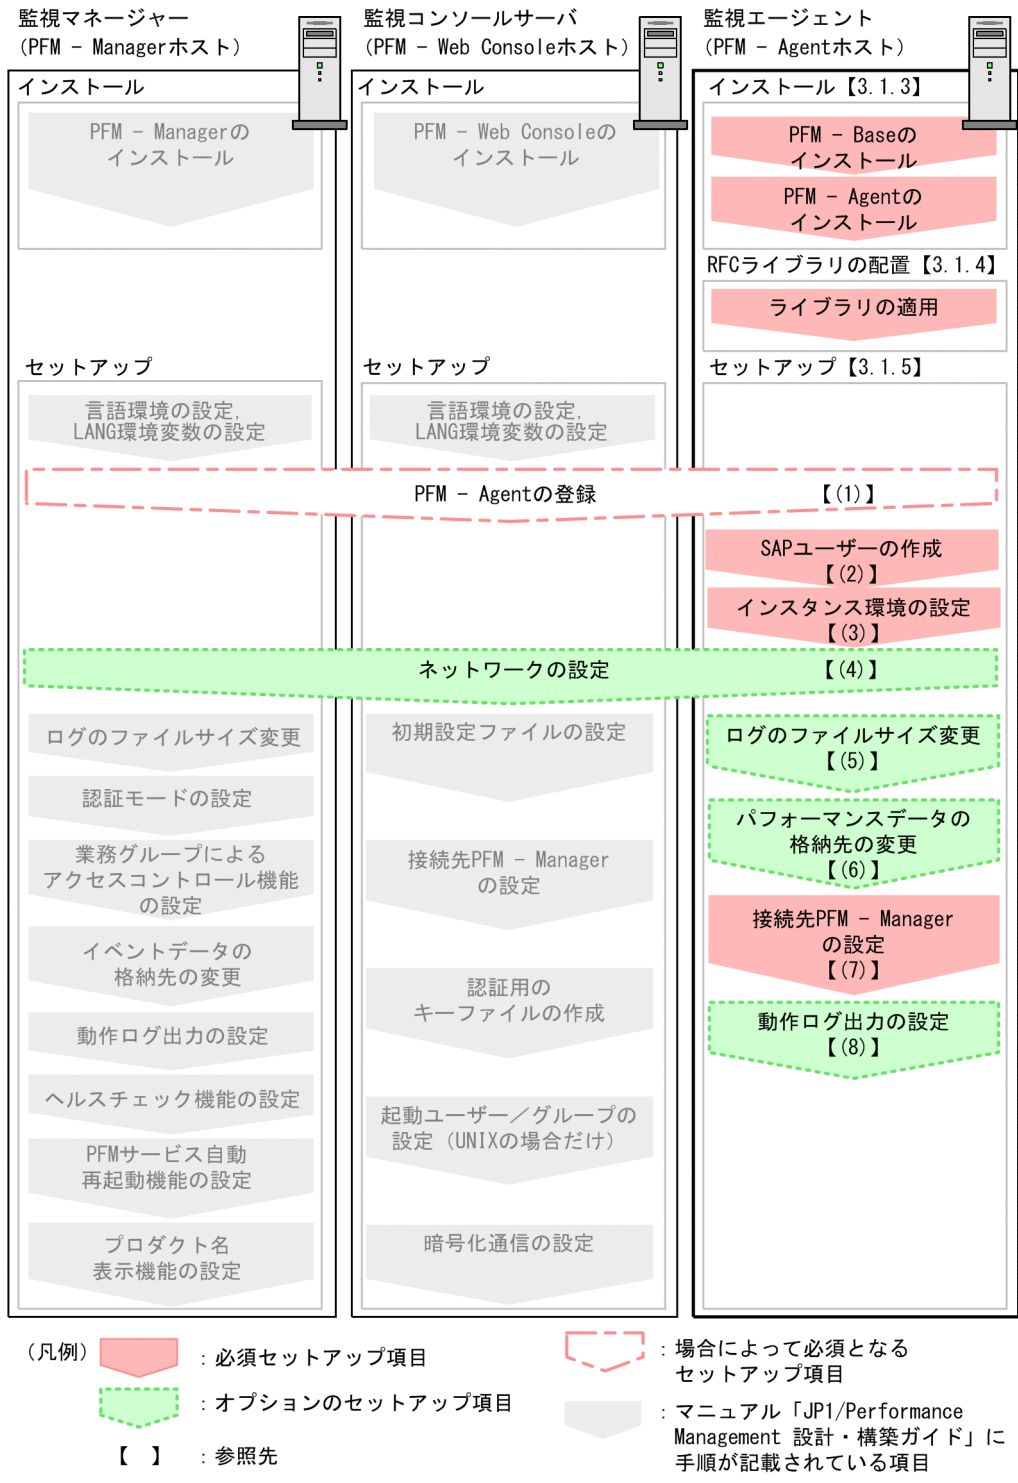 監視マネージャー
(PFM - Managerホスト)
インストール
PFM - Managerの
インストール
セットアップ
言語環境の設定,
LANG環境変数の設定
監視コンソールサーバ
(PFM - Web Consoleホスト)
インストール
PFM - Web Consoleの
インストール
セットアップ
言語環境の設定,
LANG環境変数の設定
監視エージェント
(PFM - Agentホスト)
インストール【3.1.3】
PFM - Baseの
インストール
PFM - Agentの
インストール
RFCライブラリの配置【3.1.4】
ライブラリの適用
セットアップ【3.1.5】
PFM - Agentの登録 【(1)】
SAPユーザーの作成
【(2)】
インスタンス環境の設定
【(3)】
ネットワークの設定 【(4)】
ログのファイルサイズ変更
認証モードの設定
業務グループによる
アクセスコントロール機能
の設定
イベントデータの
格納先の変更
動作ログ出力の設定
ヘルスチェック機能の設定
PFMサービス自動
再起動機能の設定
プロダクト名
表示機能の設定
初期設定ファイルの設定
接続先PFM - Manager
の設定
認証用の
キーファイルの作成
起動ユーザー／グループの
設定(UNIXの場合だけ)
暗号化通信の設定
ログのファイルサイズ変更
【(5)】
パフォーマンスデータの
格納先の変更
【(6)】
接続先PFM - Manager
の設定
【(7)】
動作ログ出力の設定
【(8)】
(凡例)
：必須セットアップ項目
：オプションのセットアップ項目
【 】 ：参照先
：場合によって必須となる
セットアップ項目
：マニュアル「JP1/Performance
Management 設計・構築ガイド」に
手順が記載されている項目